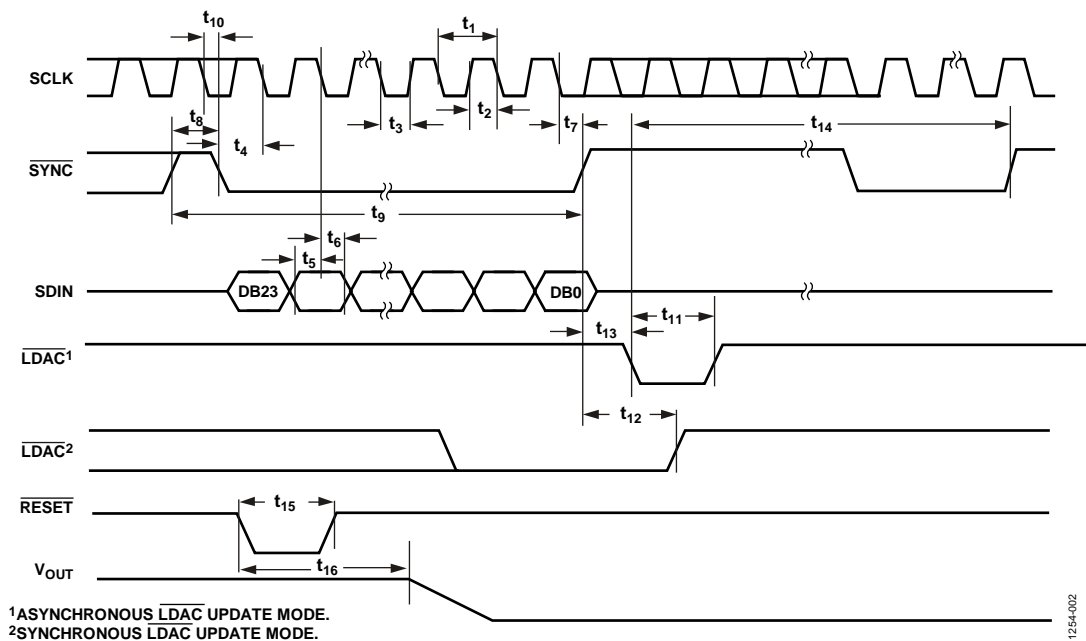 t10
t1
SCLK
t8
t4
t3
t2
t7
t14
SYNC
t9
t6
t5
SDIN
DB23
DB0
t13
t11
LDAC1
t12
LDAC2
RESET
t15
t16
VOUT
1ASYNCHRONOUS LDAC UPDATE MODE.
2SYNCHRONOUS LDAC UPDATE MODE.
1254-002